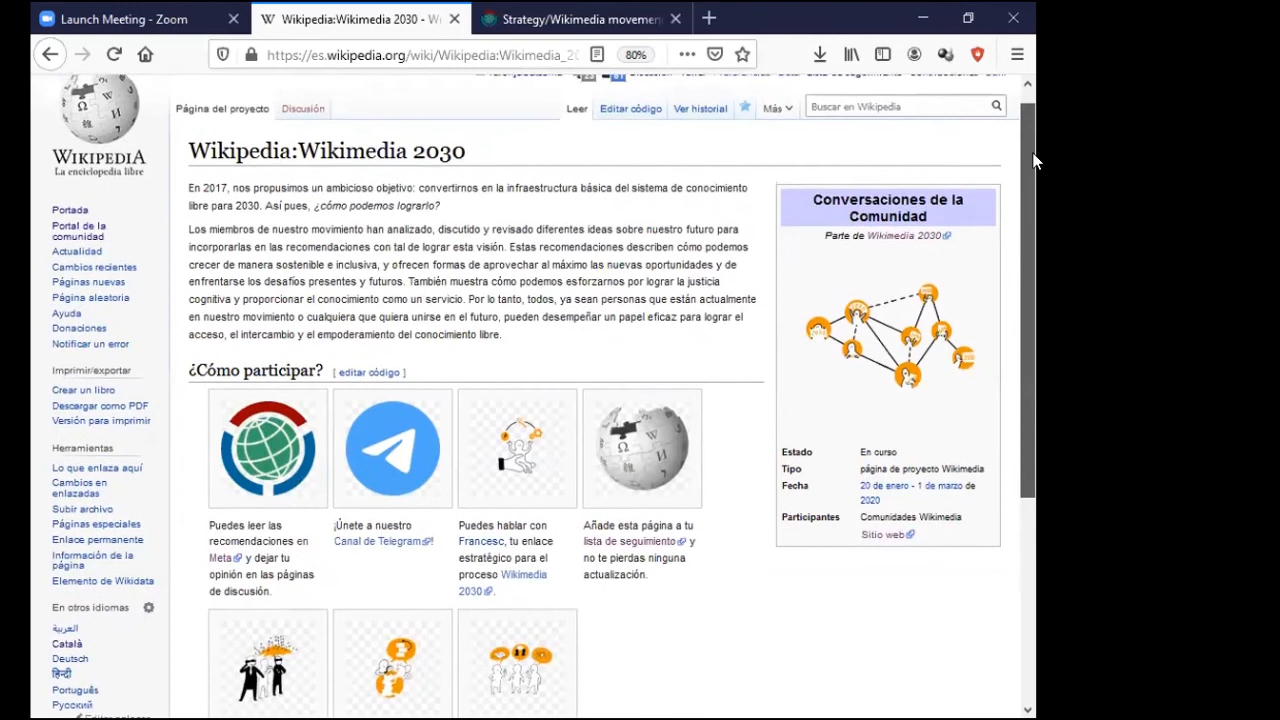 Launch Meeting - Zoom
Wikipedia:Wikimedia 2030 - W
Strategy/Wikimedia movemen
https://es.wikipedia.org/wiki/Wikipedia:Wikimedia_2
80%
Página del proyecto
Discusión
Leer
Editar código
Ver historial
Más
Buscar en Wikipedia
WIKIPEDIA
La enciclopedia libre
Portada
Portal de la
comunidad
Actualidad
Cambios recientes
Páginas nuevas
Página aleatoria
Ayuda
Donaciones
Notificar un error
Imprimir/exportar
Crear un libro
Descargar como PDF
Versión para imprimir
Herramientas
Lo que enlaza aquí
Cambios en
enlazadas
Subir archivo
Páginas especiales
Enlace permanente
Información de la
página
Elemento de Wikidata
En otros idiomas
العربية
Català
Deutsch
हिन्दी
Português
Русский
Wikipedia:Wikimedia 2030
En 2017, nos propusimos un ambicioso objetivo: convertirnos en la infraestructura básica del sistema de conocimiento
libre para 2030. Así pues, ¿cómo podemos lograrlo?
Los miembros de nuestro movimiento han analizado, discutido y revisado diferentes ideas sobre nuestro futuro para
incorporarlas en las recomendaciones con tal de lograr esta visión. Estas recomendaciones describen cómo podemos
crecer de manera sostenible e inclusiva, y ofrecen formas de aprovechar al máximo las nuevas oportunidades y de
enfrentarse los desafíos presentes y futuros. También muestra cómo podemos esforzarnos por lograr la justicia
cognitiva y proporcionar el conocimiento como un servicio. Por lo tanto, todos, ya sean personas que están actualmente
en nuestro movimiento o cualquiera que quiera unirse en el futuro, pueden desempeñar un papel eficaz para lograr el
acceso, el intercambio y el empoderamiento del conocimiento libre.
¿Cómo participar? [ editar código ]
Puedes leer las
recomendaciones en
Meta y dejar tu
opinión en las páginas
de discusión.
¡Únete a nuestro
Canal de Telegram!
Puedes hablar con
Francesc, tu enlace
estratégico para el
proceso Wikimedia
2030.
Añade esta página a tu
lista de seguimiento y
no te pierdas ninguna
actualización.
Conversaciones de la
Comunidad
Parte de Wikimedia 2030
Estado En curso
Tipo página de proyecto Wikimedia
Fecha 20 de enero - 1 de marzo de
2020
Participantes Comunidades Wikimedia
Sitio web